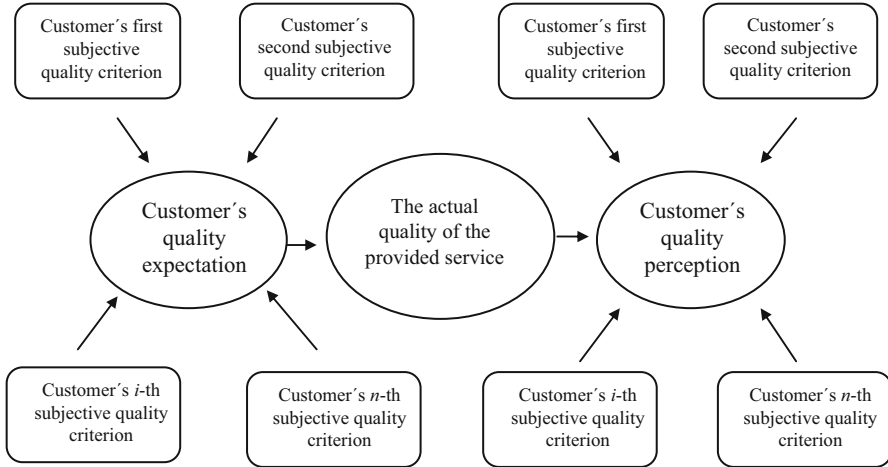 Customer´s first
subjective
quality criterion
Customer´s
second subjective
quality criterion
Customer´s first
subjective
quality criterion
Customer´s
second subjective
quality criterion
Customer´s
quality
expectation
The actual
quality of the
provided service
Customer´s
quality
perception
Customer´s i-th
subjective quality
criterion
Customer´s n-th
subjective quality
criterion
Customer´s i-th
subjective quality
criterion
Customer´s n-th
subjective quality
criterion